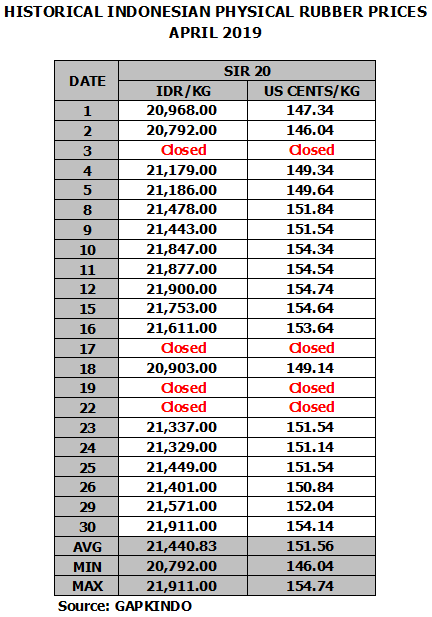 HISTORICAL INDONESIAN PHYSICAL RUBBER PRICES
APRIL 2019
DATE SIR 20
IDR/KG US CENTS/KG
1 20,968.00 147.34
2 20,792.00 146.04
3 Closed Closed
4 21,179.00 149.34
5 21,186.00 149.64
8 21,478.00 151.84
9 21,443.00 151.54
10 21,847.00 154.34
11 21,877.00 154.54
12 21,900.00 154.74
15 21,753.00 154.64
16 21,611.00 153.64
17 Closed Closed
18 20,903.00 149.14
19 Closed Closed
22 Closed Closed
23 21,337.00 151.54
24 21,329.00 151.14
25 21,449.00 151.54
26 21,401.00 150.84
29 21,571.00 152.04
30 21,911.00 154.14
AVG 21,440.83 151.56
MIN 20,792.00 146.04
MAX 21,911.00 154.74
Source: GAPKINDO